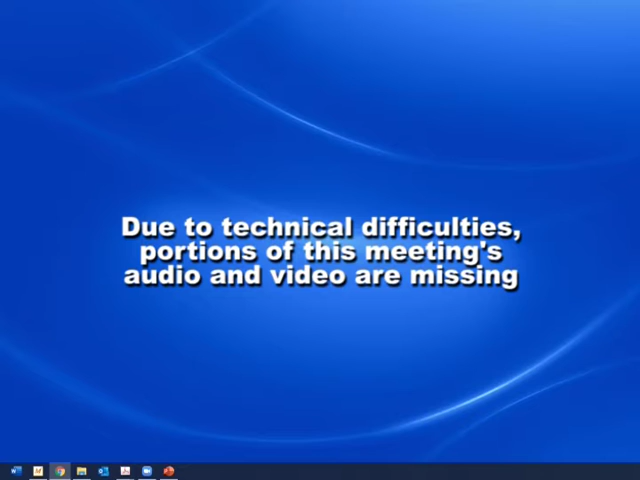 Due to technical difficulties,
portions of this meeting's
audio and video are missing